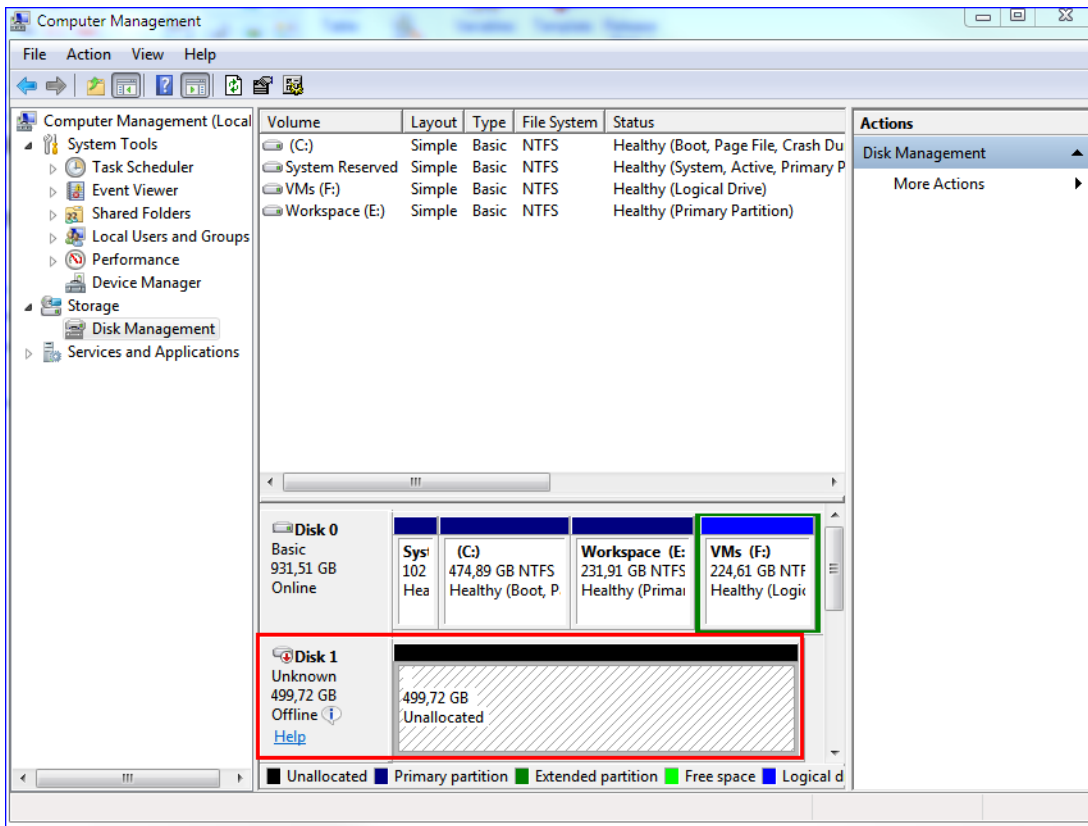 Computer Management
File Action View Help
Computer Management (Local
System Tools
Task Scheduler
Event Viewer
Shared Folders
Local Users and Groups
Performance
Device Manager
Storage
Disk Management
Services and Applications
Volume Layout Type File System Status
(C:) Simple Basic NTFS Healthy (Boot, Page File, Crash Du
System Reserved Simple Basic NTFS Healthy (System, Active, Primary P
VMs (F:) Simple Basic NTFS Healthy (Logical Drive)
Workspace (E:) Simple Basic NTFS Healthy (Primary Partition)
Disk 0
Basic
931,51 GB
Online
Syst
102
Hea
(C:)
474,89 GB NTFS
Healthy (Boot, P
Workspace (E:
231,91 GB NTFS
Healthy (Primar
VMs (F:)
224,61 GB NTF
Healthy (Logic
Disk 1
Unknown
499,72 GB
Offline
Help
499,72 GB
Unallocated
Unallocated Primary partition Extended partition Free space Logical d
Actions
Disk Management
More Actions